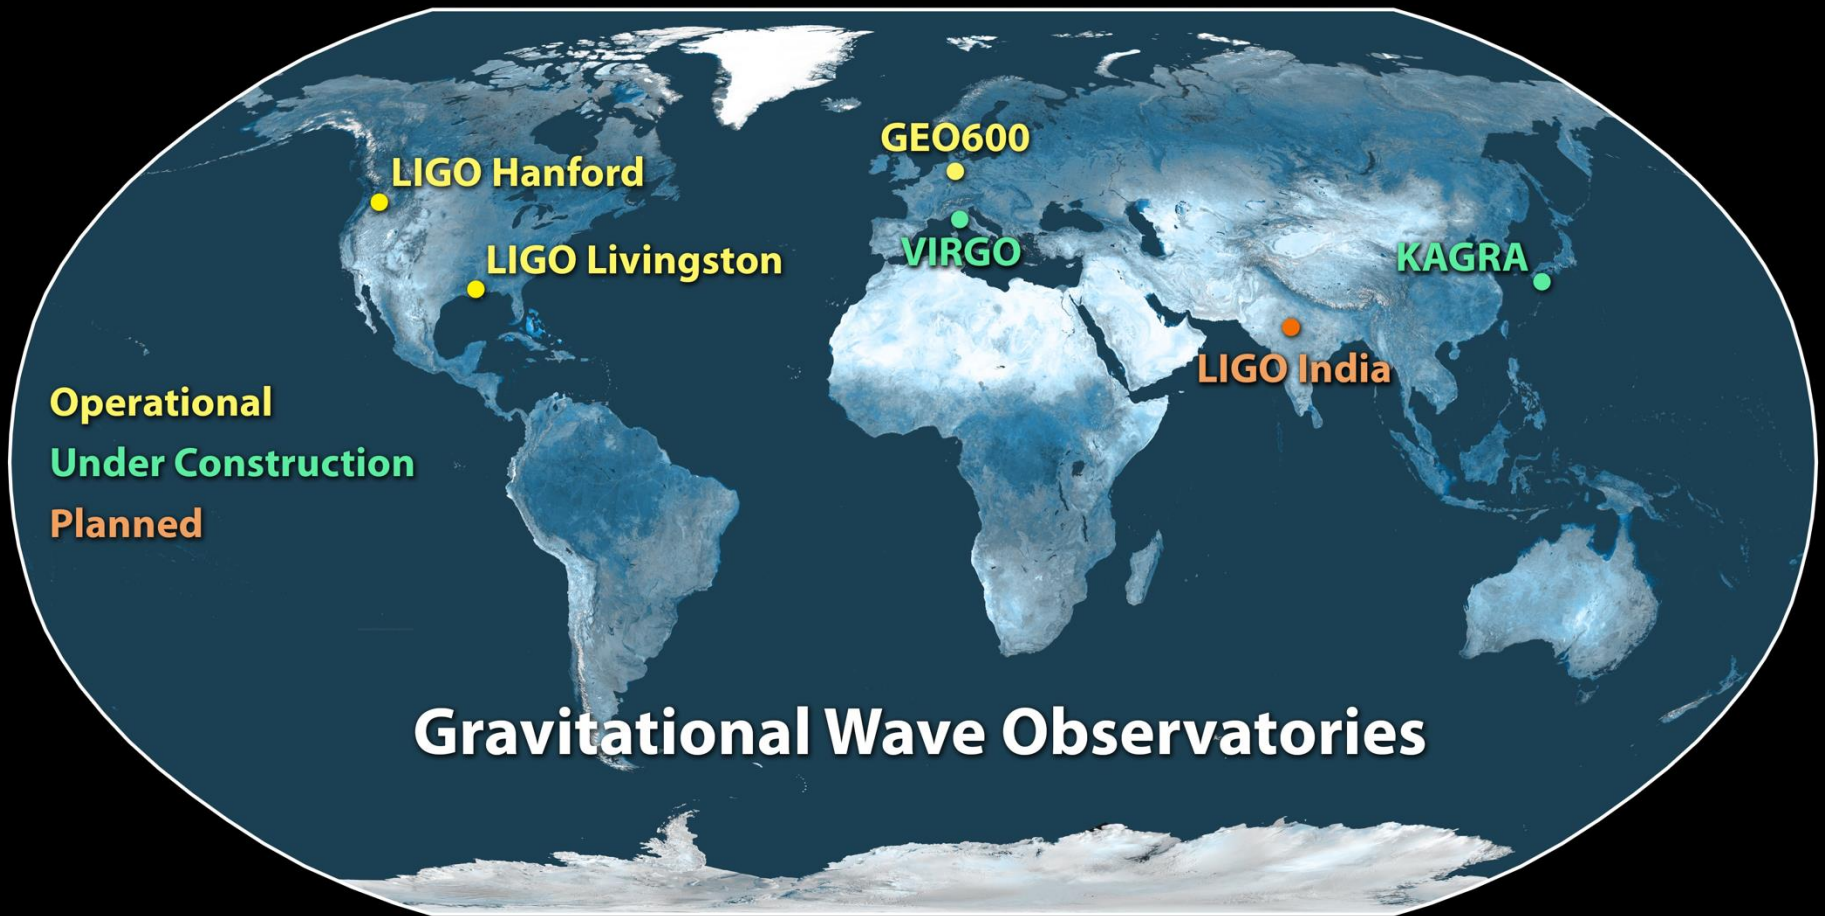 GEO600
LIGO Hanford
VIRGO
KAGRA
LIGO Livingston
LIGO India
Operational
Under Construction
Planned
Gravitational Wave Observatories